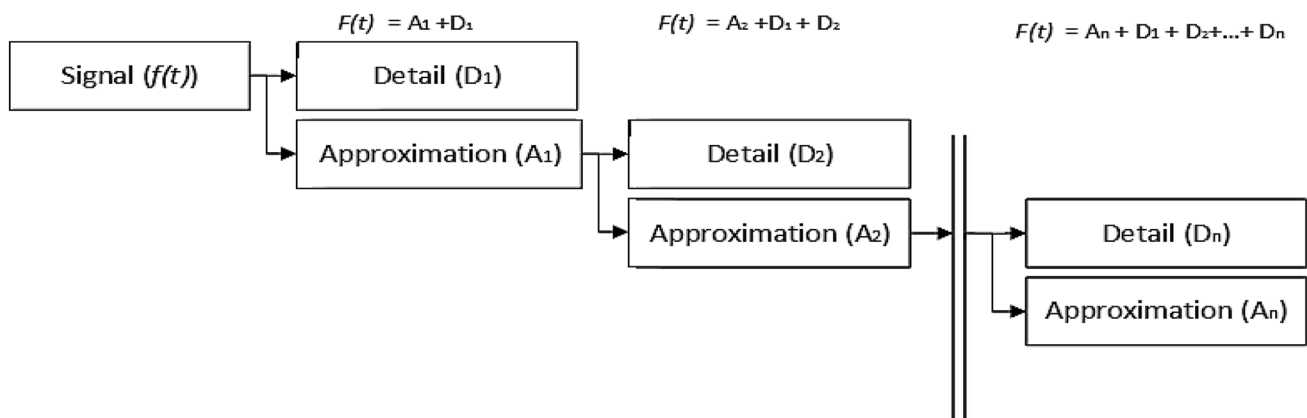 F(t) = A₁ +D₁
F(t) = A₂ +D₁ + D₂
F(t) = Aₙ + D₁ + D₂+...+ Dₙ
Signal (f(t))
Detail (D₁)
Approximation (A₁)
Detail (D₂)
Approximation (A₂)
Detail (Dₙ)
Approximation (Aₙ)